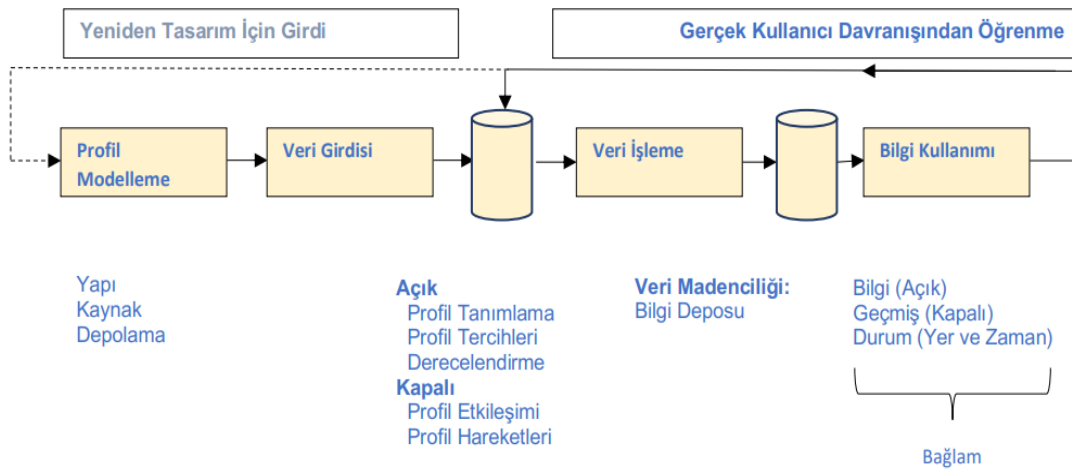 Yeniden Tasarım İçin Girdi
Gerçek Kullanıcı Davranışından Öğrenme
Profil
Modelleme
Veri Girdisi
Veri İşleme
Bilgi Kullanımı
Yapı
Kaynak
Depolama
Açık
Profil Tanımlama
Profil Tercihleri
Derecelendirme
Kapalı
Profil Etkileşimi
Profil Hareketleri
Veri Madenciliği:
Bilgi Deposu
Bilgi (Açık)
Geçmiş (Kapalı)
Durum (Yer ve Zaman)
Bağlam